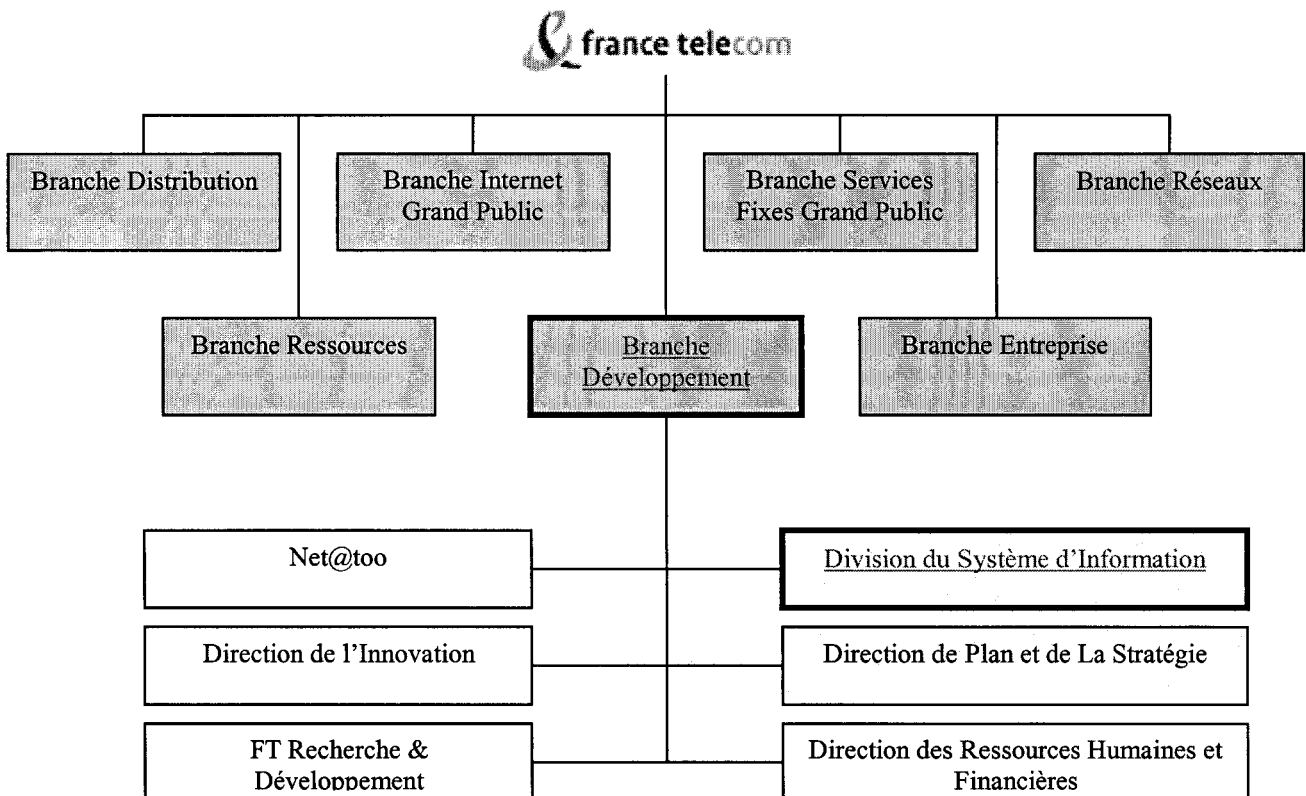 france telecom
Branche Distribution
Branche Internet
Grand Public
Branche Services
Fixes Grand Public
Branche Réseaux
Branche Ressources
Branche
Développement
Branche Entreprise
Net@too
Division du Système d'Information
Direction de l'Innovation
Direction de Plan et de La Stratégie
FT Recherche &
Développement
Direction des Ressources Humaines et
Financières